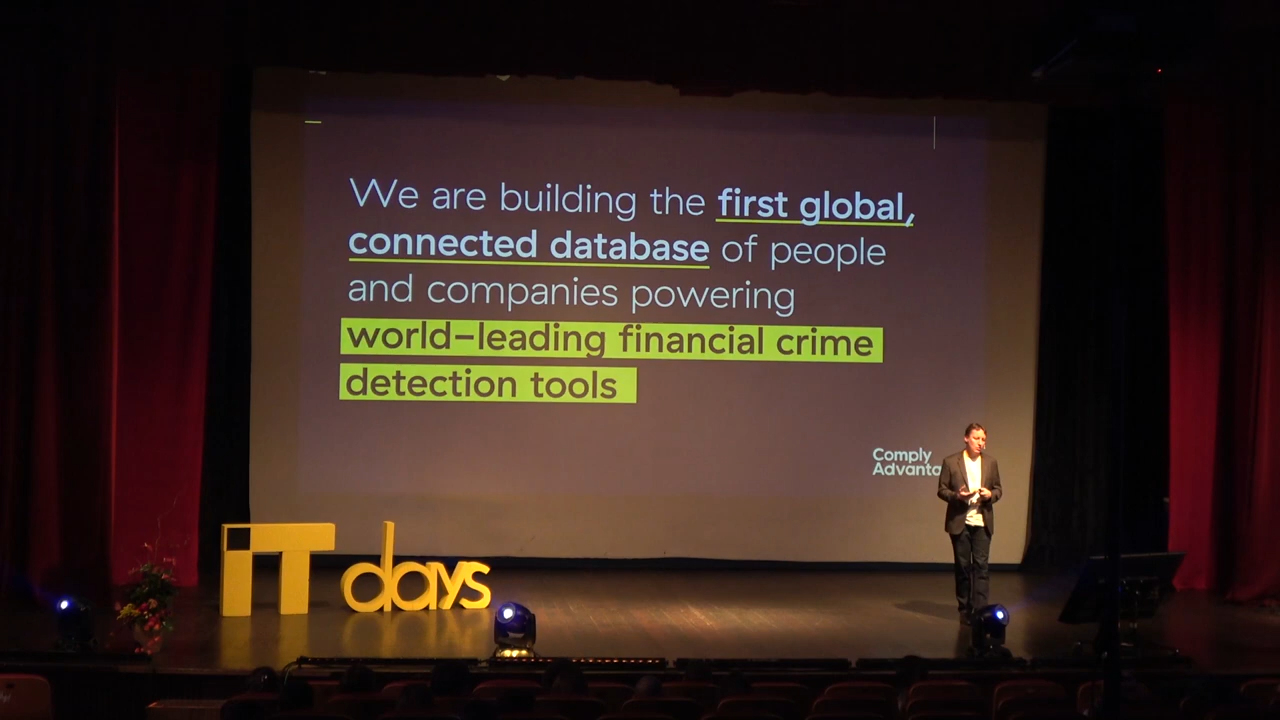 We are building the first global,
connected database of people
and companies powering
world-leading financial crime
detection tools
Comply
iT days